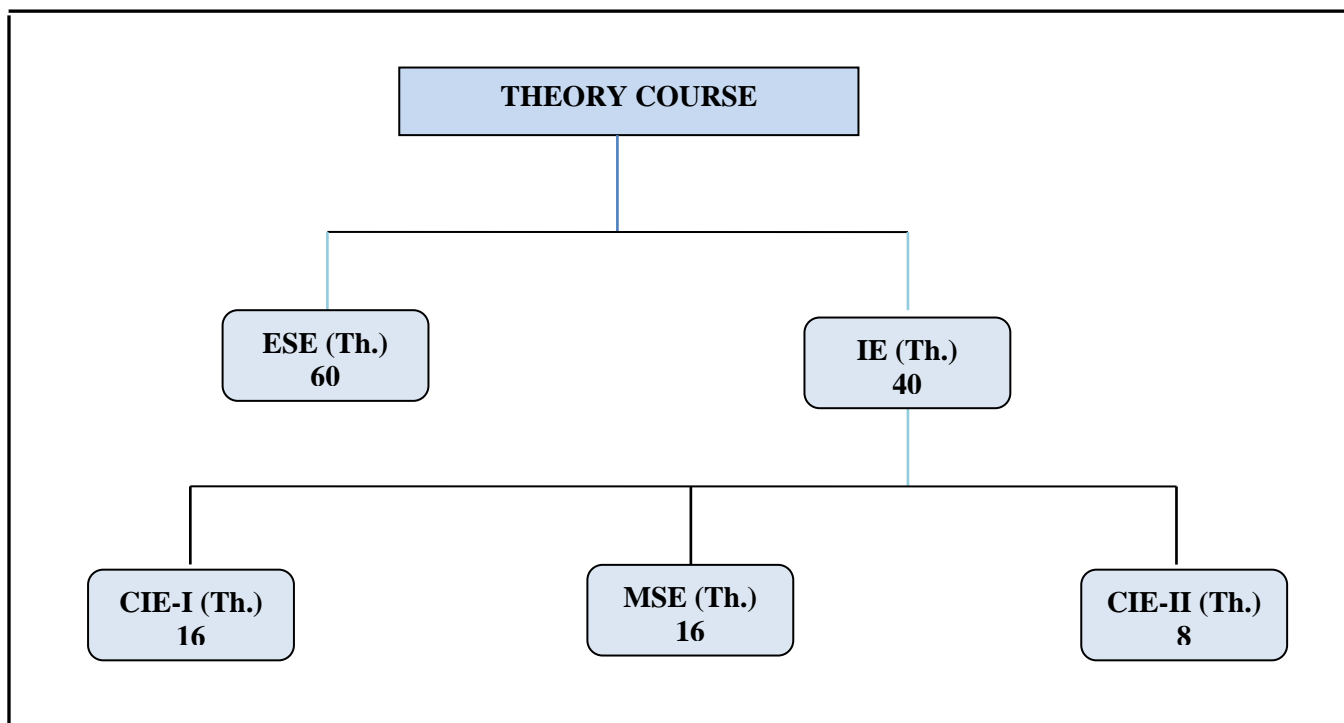 THEORY COURSE
ESE (Th.)
60
IE (Th.)
40
CIE-I (Th.)
16
MSE (Th.)
16
CIE-II (Th.)
8